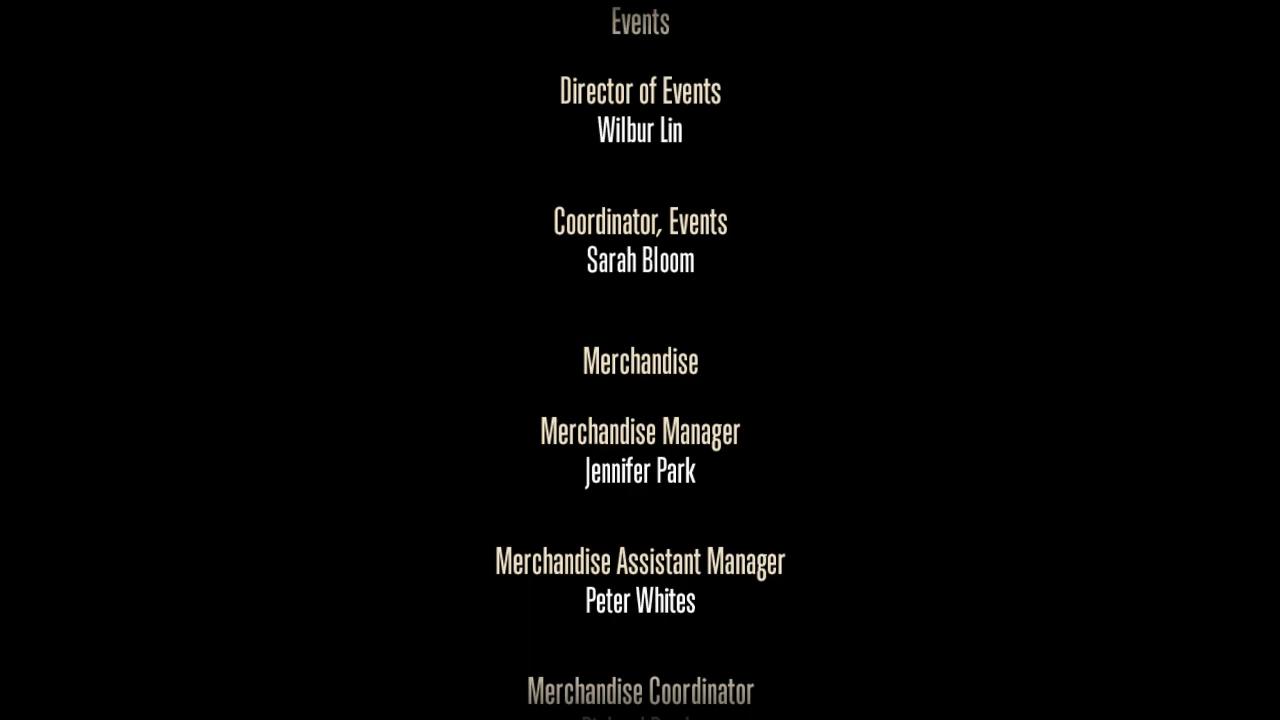 Events
Director of Events
Wilbur Lin
Coordinator, Events
Sarah Bloom
Merchandise
Merchandise Manager
Jennifer Park
Merchandise Assistant Manager
Peter Whites
Merchandise Coordinator